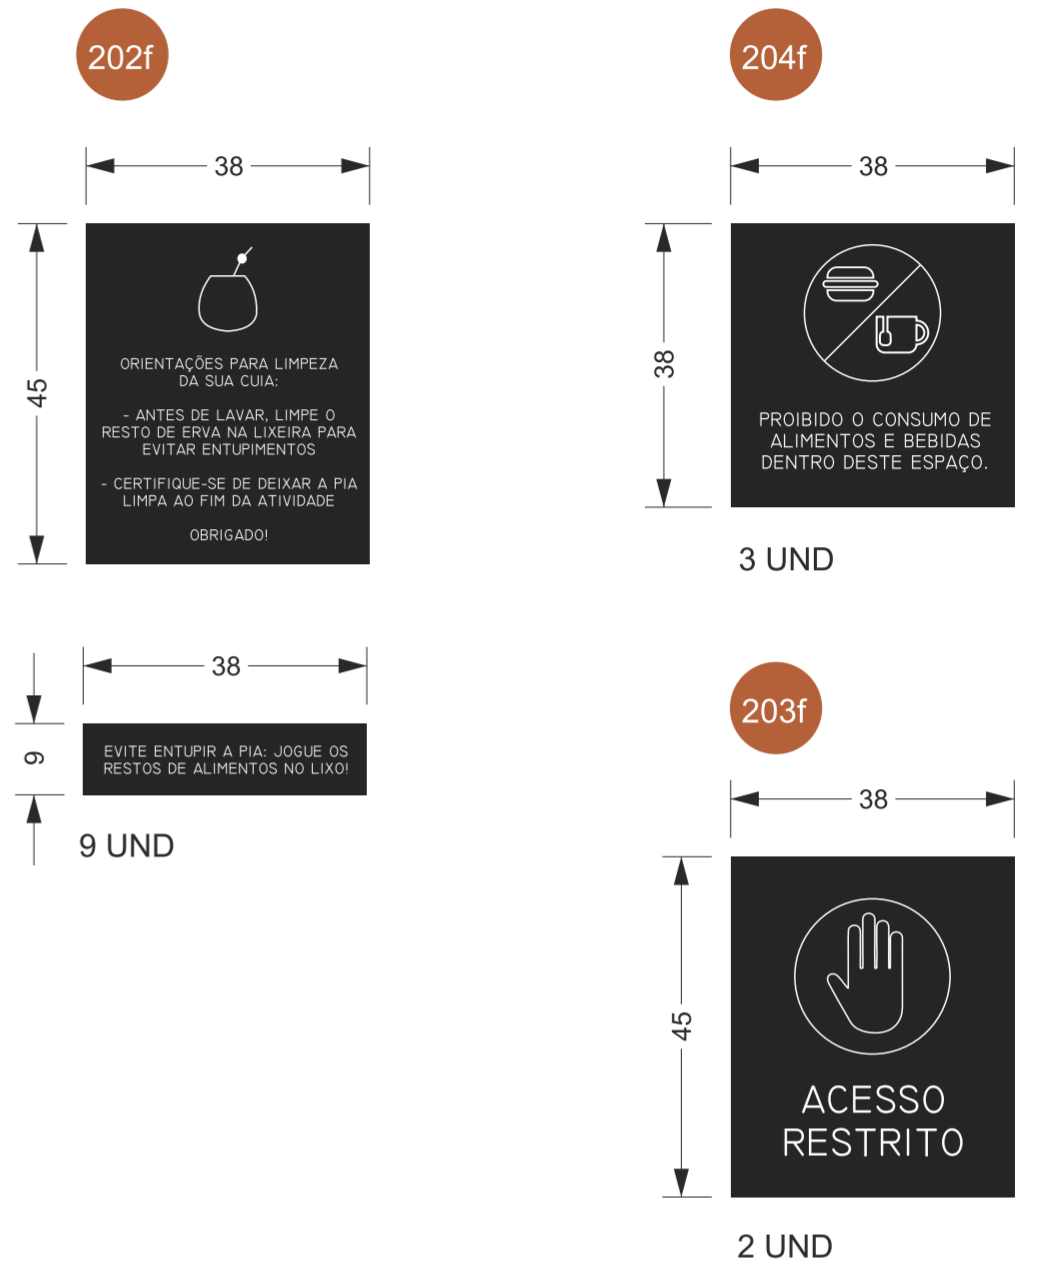 202f
38
45
ORIENTAÇÕES PARA LIMPEZA
DA SUA CUIA:
- ANTES DE LAVAR, LIMPE O
RESTO DE ERVA NA LIXEIRA PARA
EVITAR ENTUPIMENTOS
- CERTIFIQUE-SE DE DEIXAR A PIA
LIMPA AO FIM DA ATIVIDADE
OBRIGADO!
38
9
EVITE ENTUPIR A PIA: JOGUE OS
RESTOS DE ALIMENTOS NO LIXO!
9 UND
204f
38
38
PROIBIDO O CONSUMO DE
ALIMENTOS E BEBIDAS
DENTRO DESTE ESPAÇO.
3 UND
203f
38
45
ACESSO
RESTRITO
2 UND